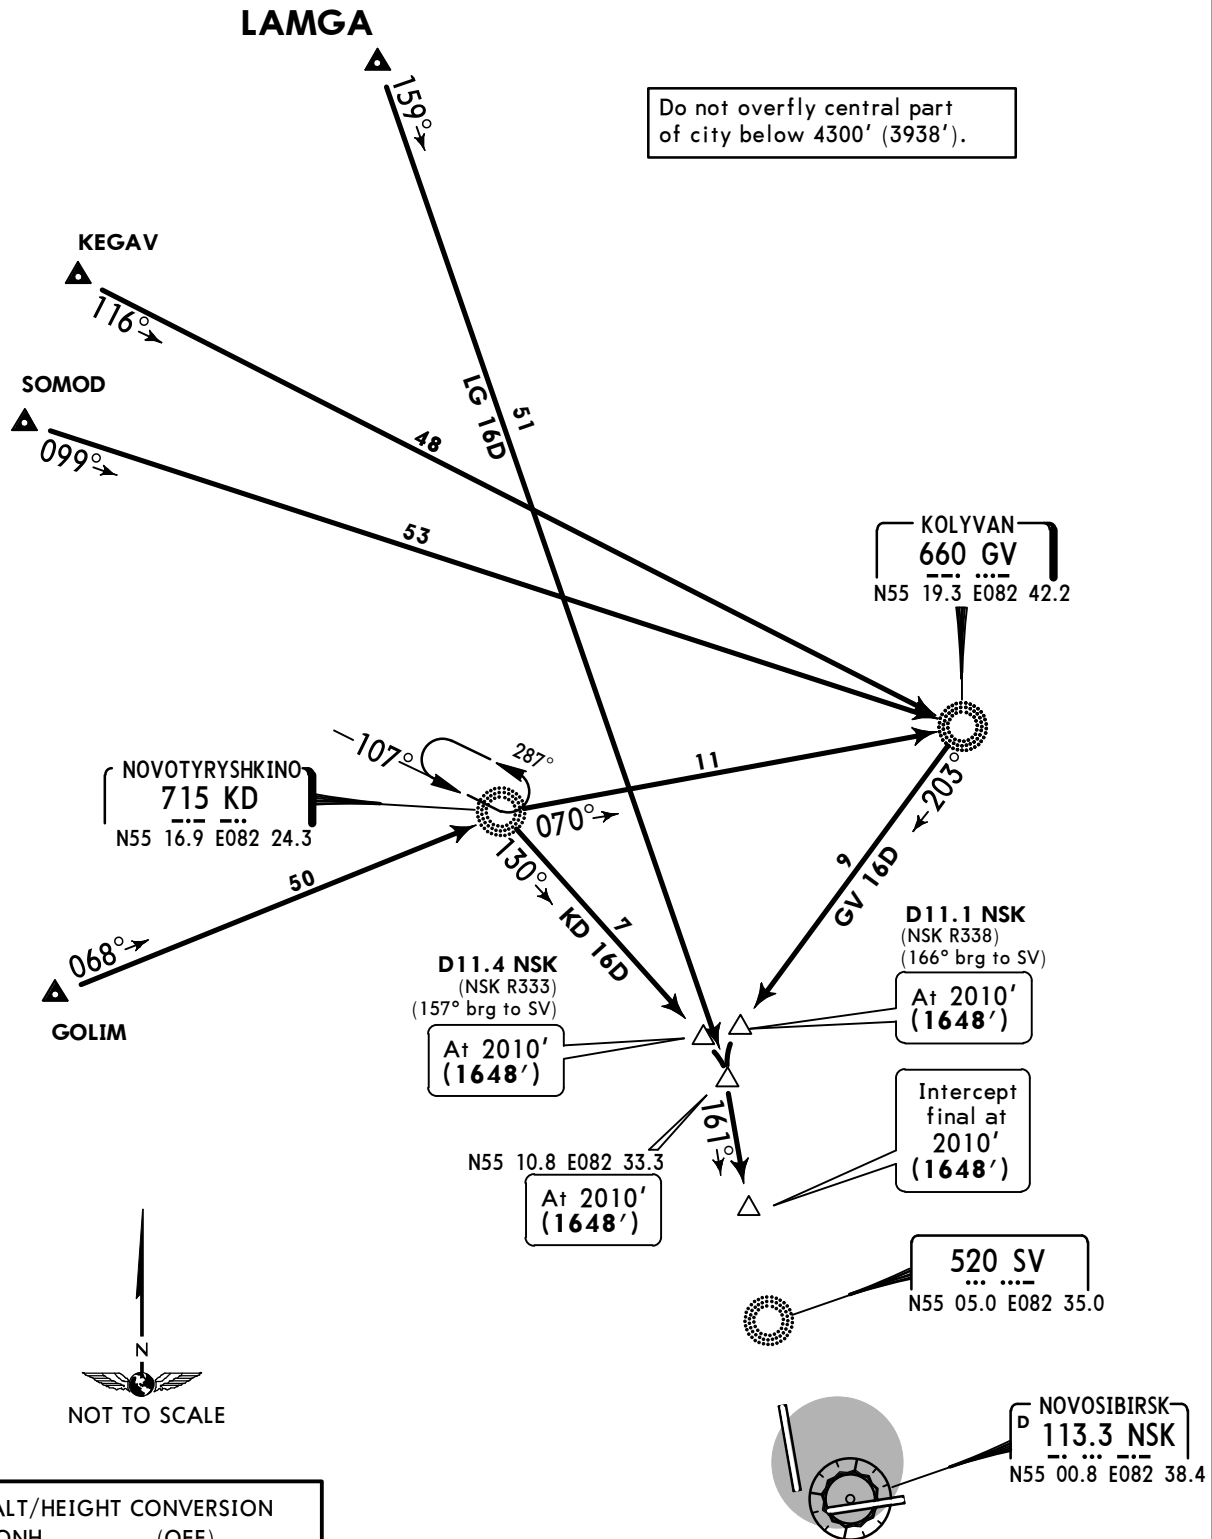 LAMGA
159°
Do not overfly central part
of city below 4300' (3938').
KEGAV
116°
SOMOD
099°
LG 16D
51
48
53
KOLYVAN
660 GV
N55 19.3 E082 42.2
107°
287°
NOVOTYRYSHKINO
715 KD
N55 16.9 E082 24.3
11
070°
203°
130°
50
9
GV 16D
7
KD 16D
068°
GOLIM
D11.4 NSK
(NSK R333)
(157° brg to SV)
At 2010'
(1648')
D11.1 NSK
(NSK R338)
(166° brg to SV)
At 2010'
(1648')
161°
N55 10.8 E082 33.3
At 2010'
(1648')
Intercept
final at
2010'
(1648')
520 SV
N55 05.0 E082 35.0
N
NOT TO SCALE
NOVOSIBIRSK
D
113.3 NSK
N55 00.8 E082 38.4
ALT/HEIGHT CONVERSION
QNH (QFE)